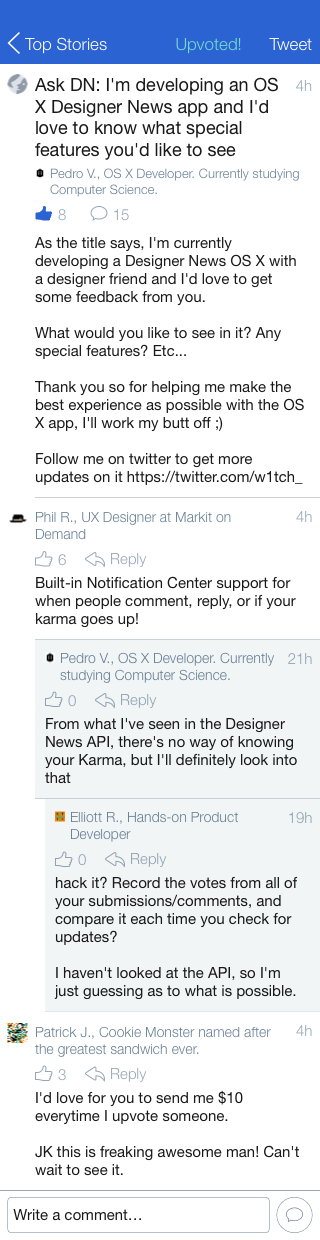 Top Stories
Upvoted!
Tweet
Ask DN: I'm developing an OS
4h
X Designer News app and I'd
love to know what special
features you'd like to see
Pedro V., OS X Developer. Currently studying
Computer Science.
8
15
As the title says, I'm currently
developing a Designer News OS X with
a designer friend and I'd love to get
some feedback from you.
What would you like to see in it? Any
special features? Etc...
Thank you so for helping me make the
best experience as possible with the OS
X app, I'll work my butt off ;)
Follow me on twitter to get more
updates on it https://twitter.com/w1tch_
Phil R., UX Designer at Markit on
4h
Demand
6
Reply
Built-in Notification Center support for
when people comment, reply, or if your
karma goes up!
Pedro V., OS X Developer. Currently
21h
studying Computer Science.
0
Reply
From what I've seen in the Designer
News API, there's no way of knowing
your Karma, but I'll definitely look into
that
Elliott R., Hands-on Product
19h
Developer
0
Reply
hack it? Record the votes from all of
your submissions/comments, and
compare it each time you check for
updates?
I haven't looked at the API, so I'm
just guessing as to what is possible.
Patrick J., Cookie Monster named after
4h
the greatest sandwich ever.
3
Reply
I'd love for you to send me $10
everytime I upvote someone.
JK this is freaking awesome man! Can't
wait to see it.
Write a comment…